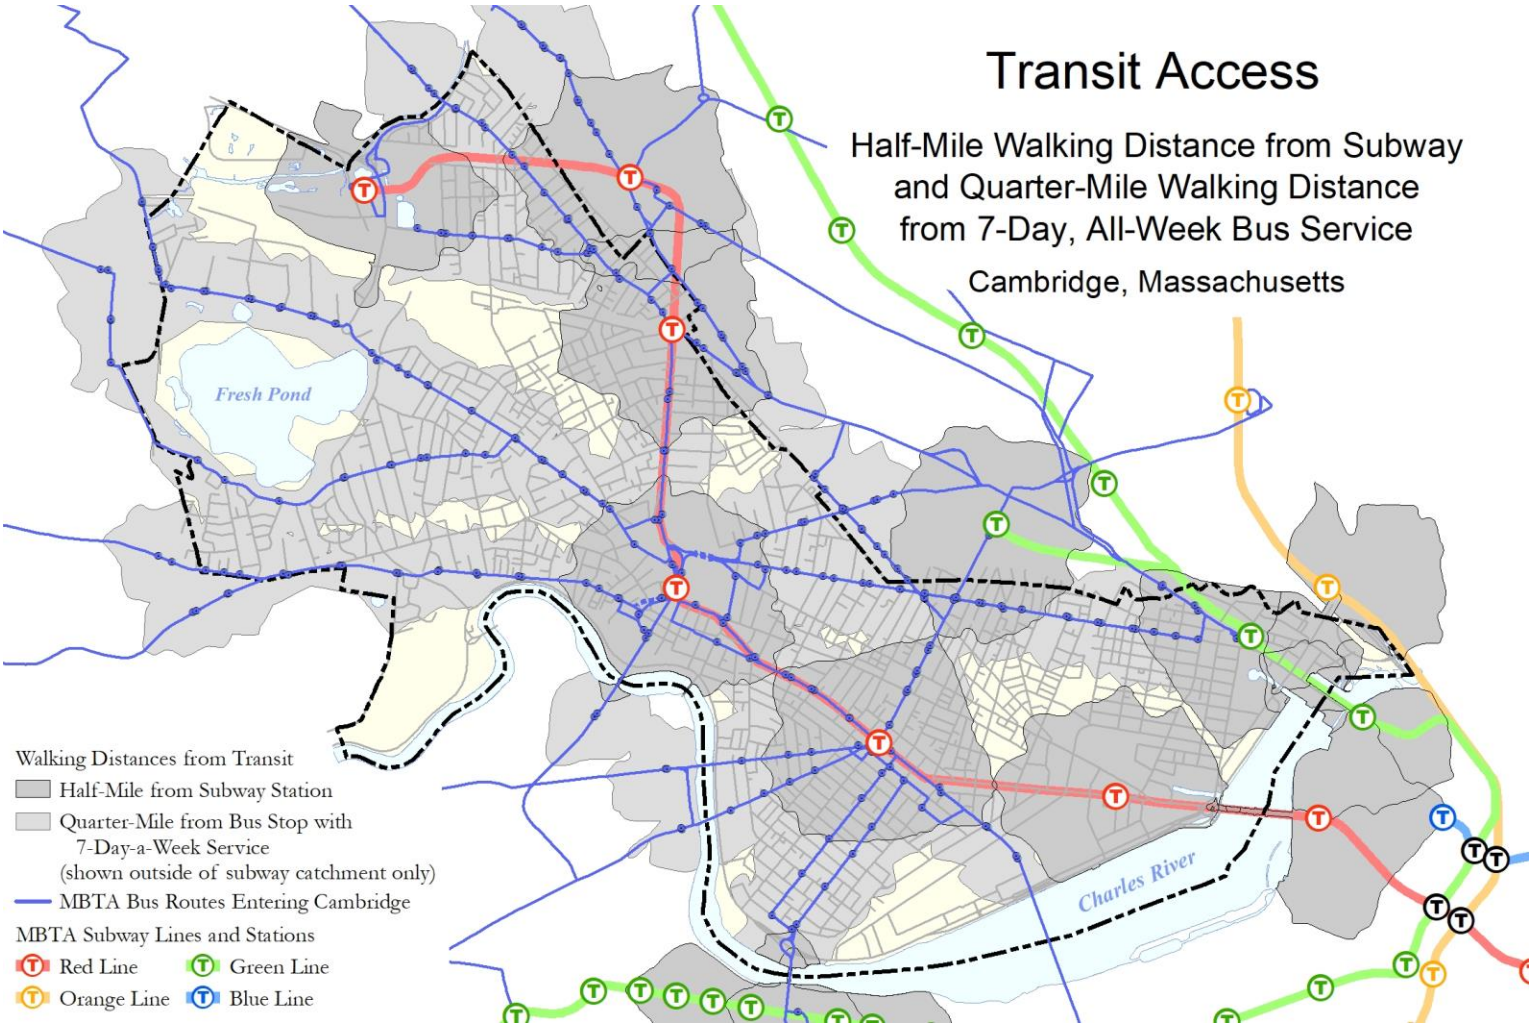 Transit Access
Half-Mile Walking Distance from Subway
and Quarter-Mile Walking Distance
from 7-Day, All-Week Bus Service
Cambridge, Massachusetts
Fresh Pond
Charles River
Walking Distances from Transit
Half-Mile from Subway Station
Quarter-Mile from Bus Stop with
7-Day-a-Week Service
(shown outside of subway catchment only)
MBTA Bus Routes Entering Cambridge
MBTA Subway Lines and Stations
T Red Line T Green Line
T Orange Line T Blue Line